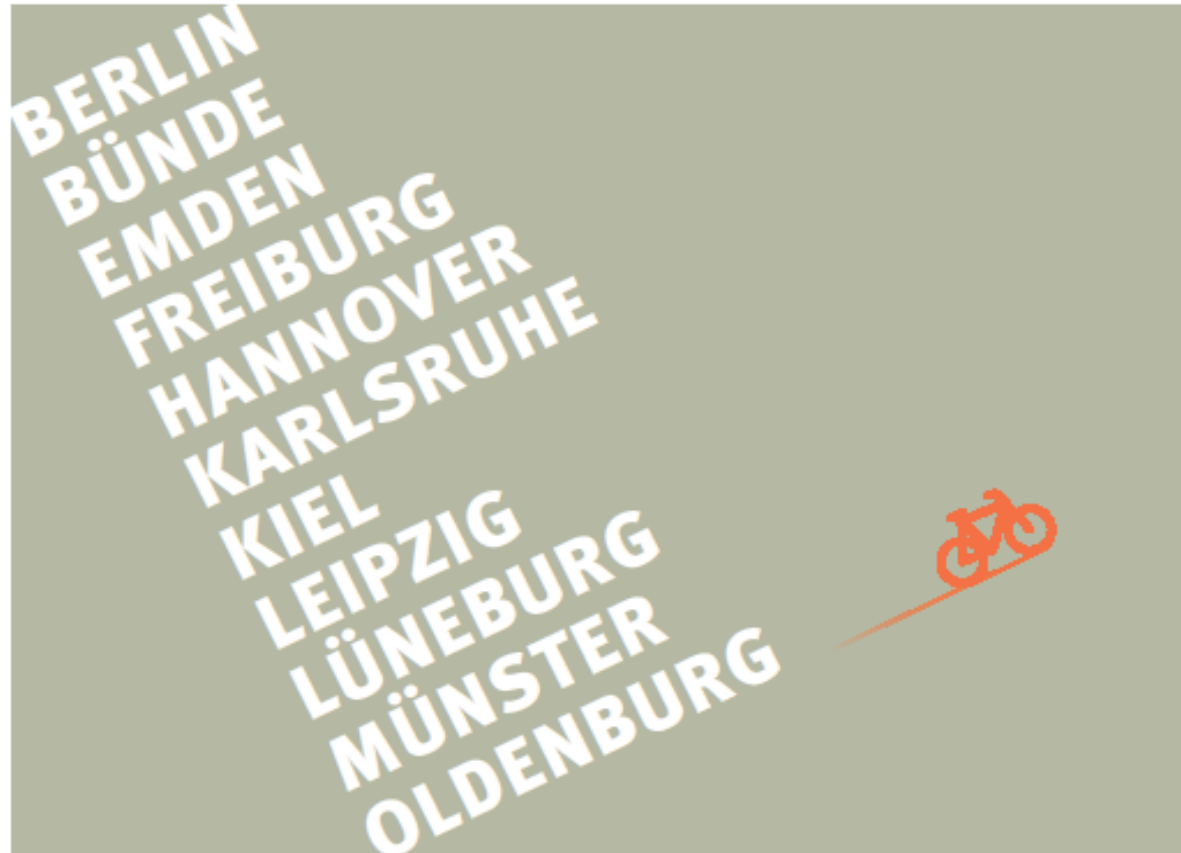 BERLIN
BÜNDE
EMDEN
FREIBURG
HANNOVER
KARLSRUHE
KIEL
LEIPZIG
LÜNEBURG
MÜNSTER
OLDENBURG